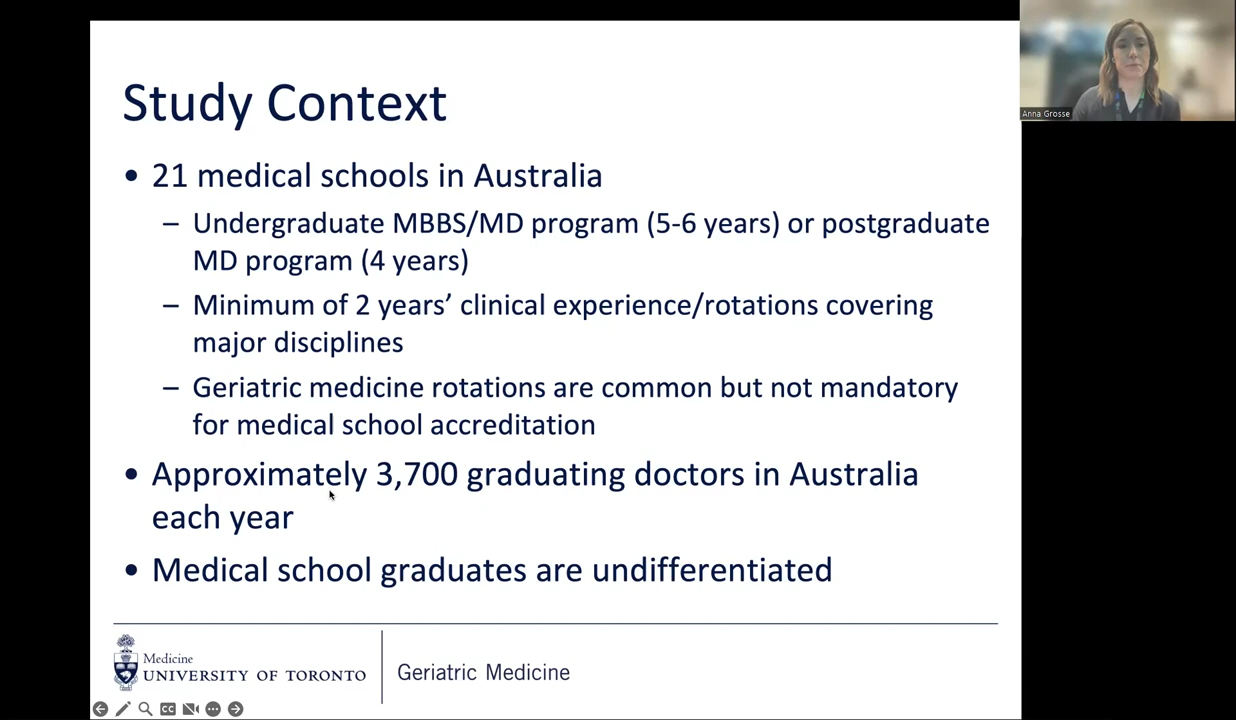 Study Context
• 21 medical schools in Australia
– Undergraduate MBBS/MD program (5-6 years) or postgraduate
MD program (4 years)
– Minimum of 2 years’ clinical experience/rotations covering
major disciplines
– Geriatric medicine rotations are common but not mandatory
for medical school accreditation
• Approximately 3,700 graduating doctors in Australia
each year
• Medical school graduates are undifferentiated
Medicine
UNIVERSITY OF TORONTO
Geriatric Medicine
CC
Anna Grosse